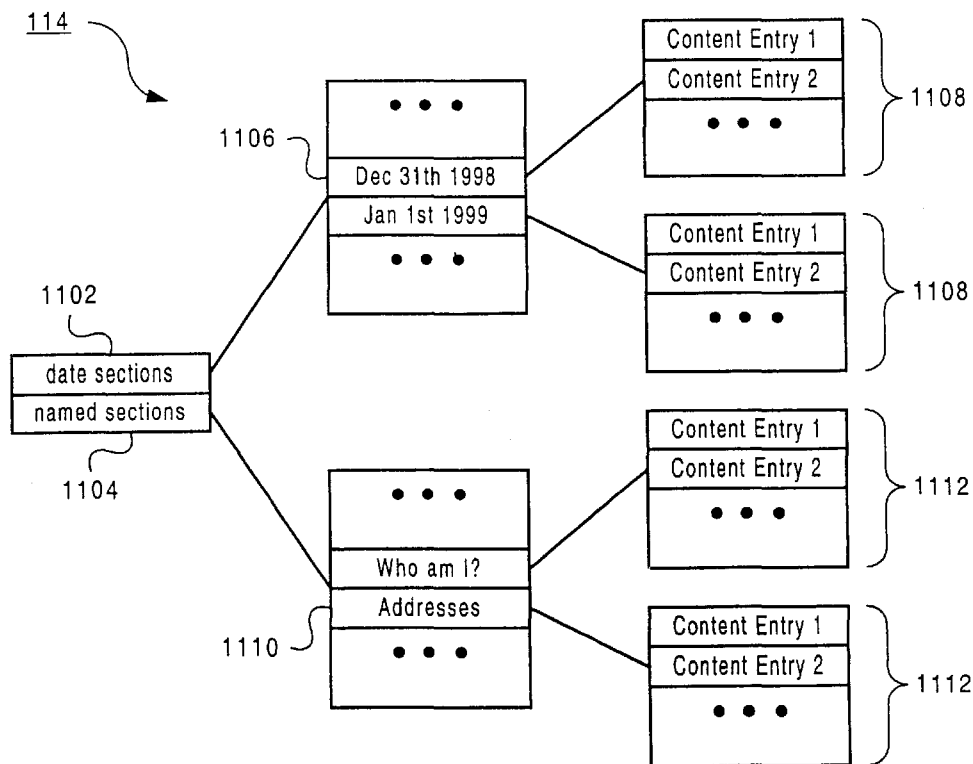 114
1102
date sections
named sections
1104
1106
• • •
Dec 31th 1998
Jan 1st 1999
• • •
• • •
Who am I?
Addresses
• • •
1110
Content Entry 1
Content Entry 2
• • •
1108
Content Entry 1
Content Entry 2
• • •
1108
Content Entry 1
Content Entry 2
• • •
1112
Content Entry 1
Content Entry 2
• • •
1112